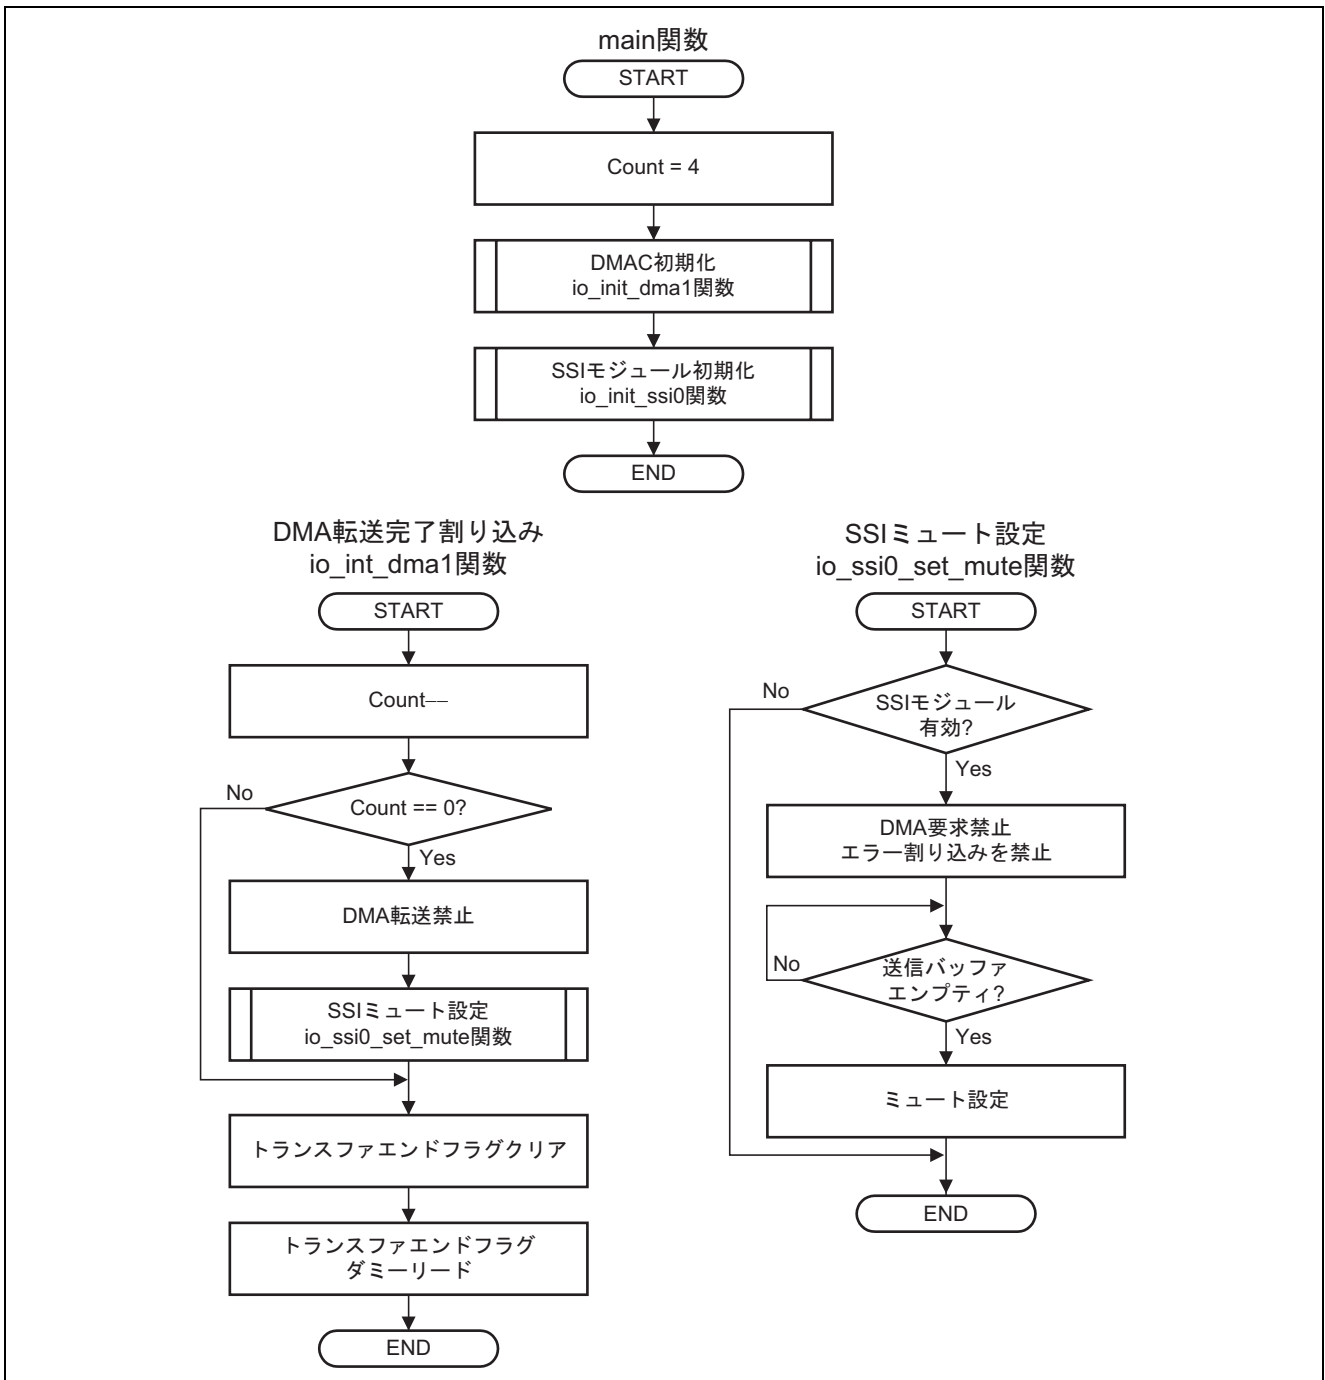 main関数
START
Count = 4
DMAC初期化
io_init_dma1関数
SSIモジュール初期化
io_init_ssi0関数
END
DMA転送完了割り込み
io_int_dma1関数
START
Count−−
Count == 0?
No
Yes
DMA転送禁止
SSIミュート設定
io_ssi0_set_mute関数
トランスファエンドフラグクリア
トランスファエンドフラグ
ダミーリード
END
SSIミュート設定
io_ssi0_set_mute関数
START
SSIモジュール
有効?
No
Yes
DMA要求禁止
エラー割り込みを禁止
送信バッファ
エンプティ?
No
Yes
ミュート設定
END